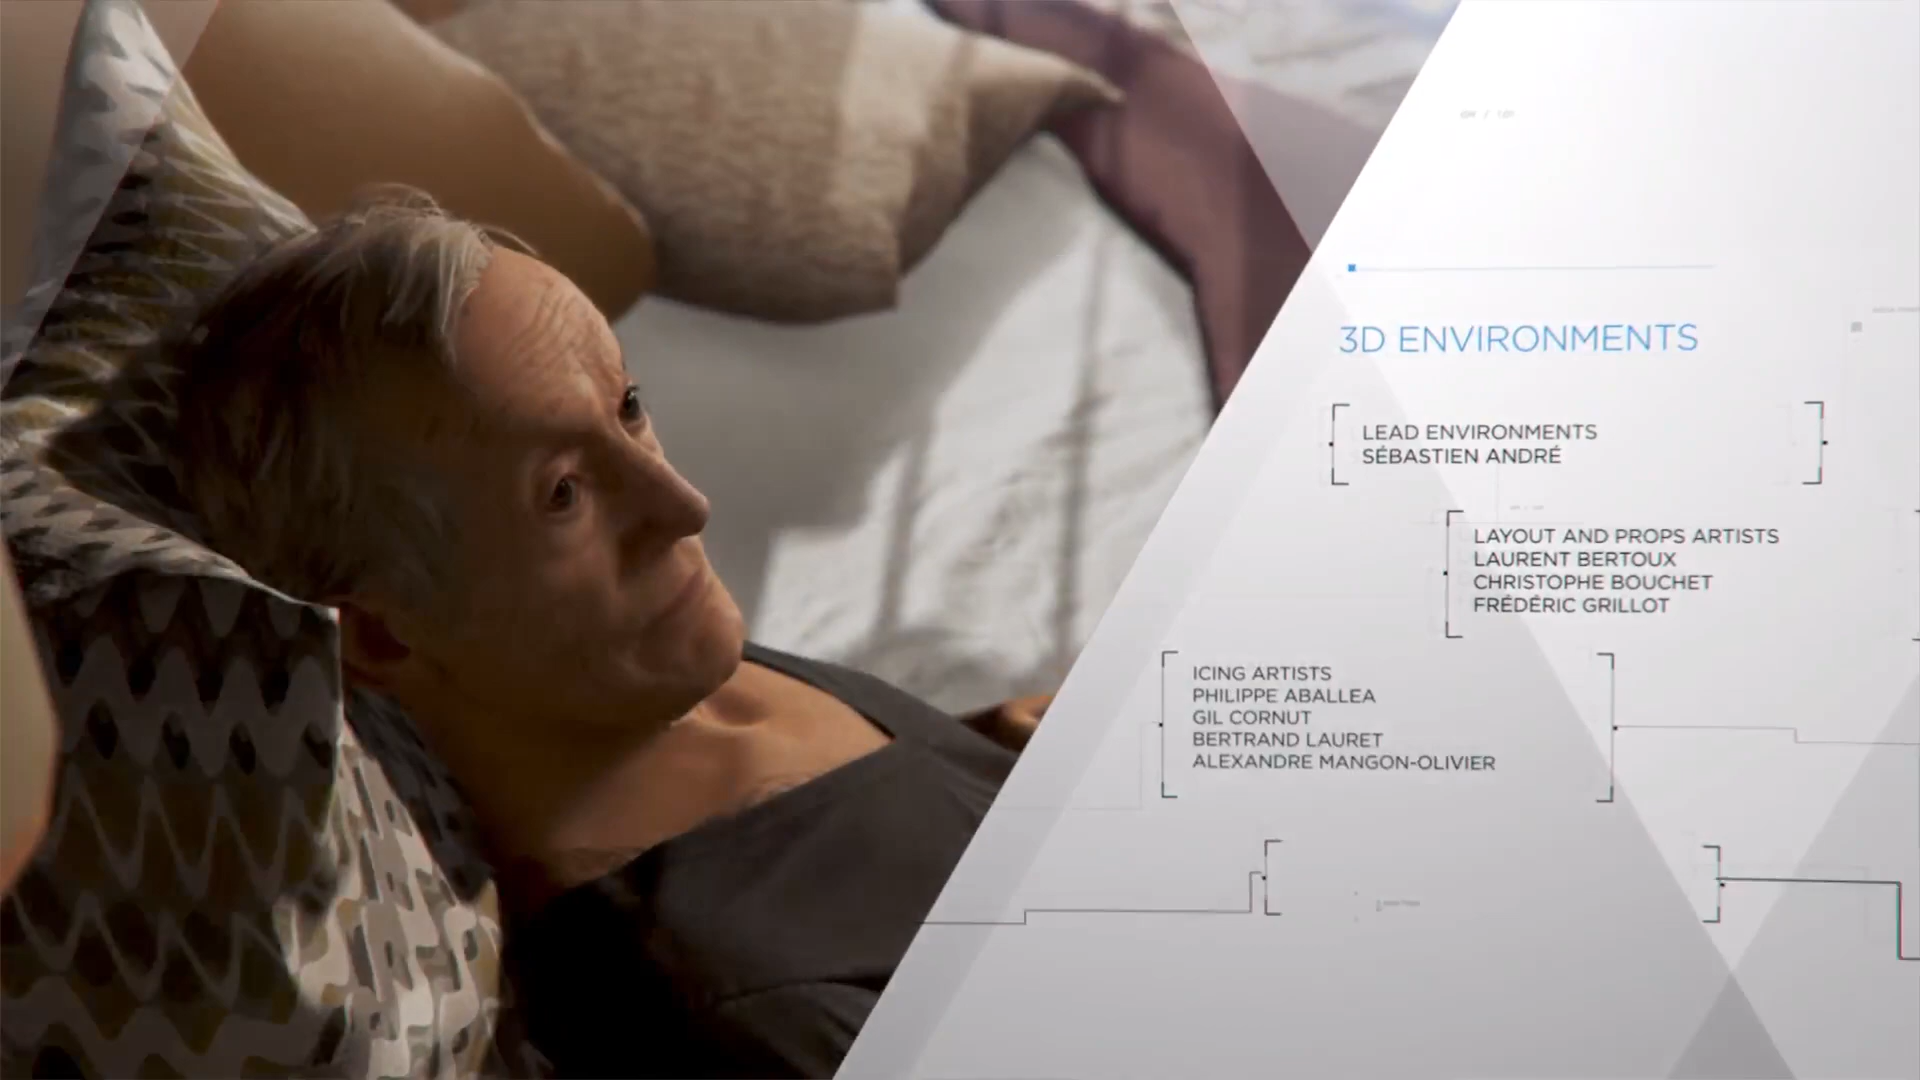 3D ENVIRONMENTS
LEAD ENVIRONMENTS
SÉBASTIEN ANDRÉ
LAYOUT AND PROPS ARTISTS
LAURENT BERTOUX
CHRISTOPHE BOUCHET
FRÉDÉRIC GRILLOT
ICING ARTISTS
PHILIPPE ABALLEA
GIL CORNUT
BERTRAND LAURET
ALEXANDRE MANGON-OLIVIER